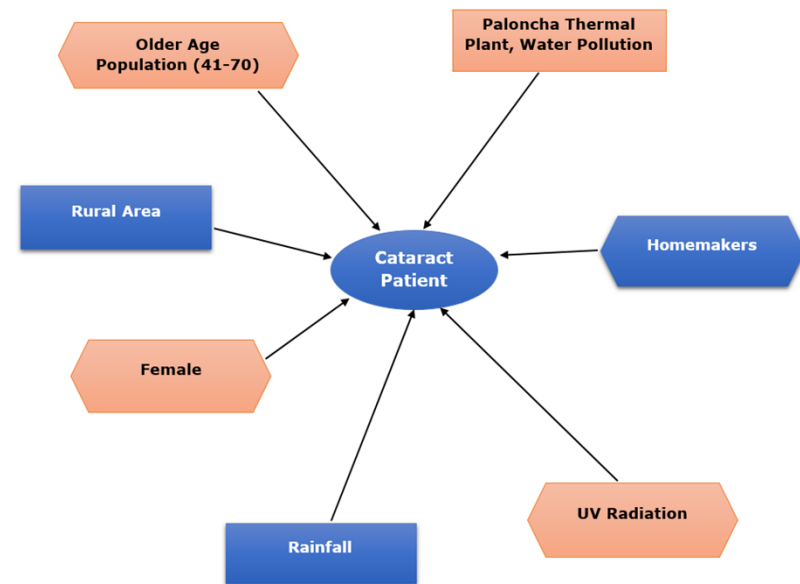 Older Age
Population (41-70)
Paloncha Thermal
Plant, Water Pollution
Rural Area
Cataract
Patient
Homemakers
Female
UV Radiation
Rainfall